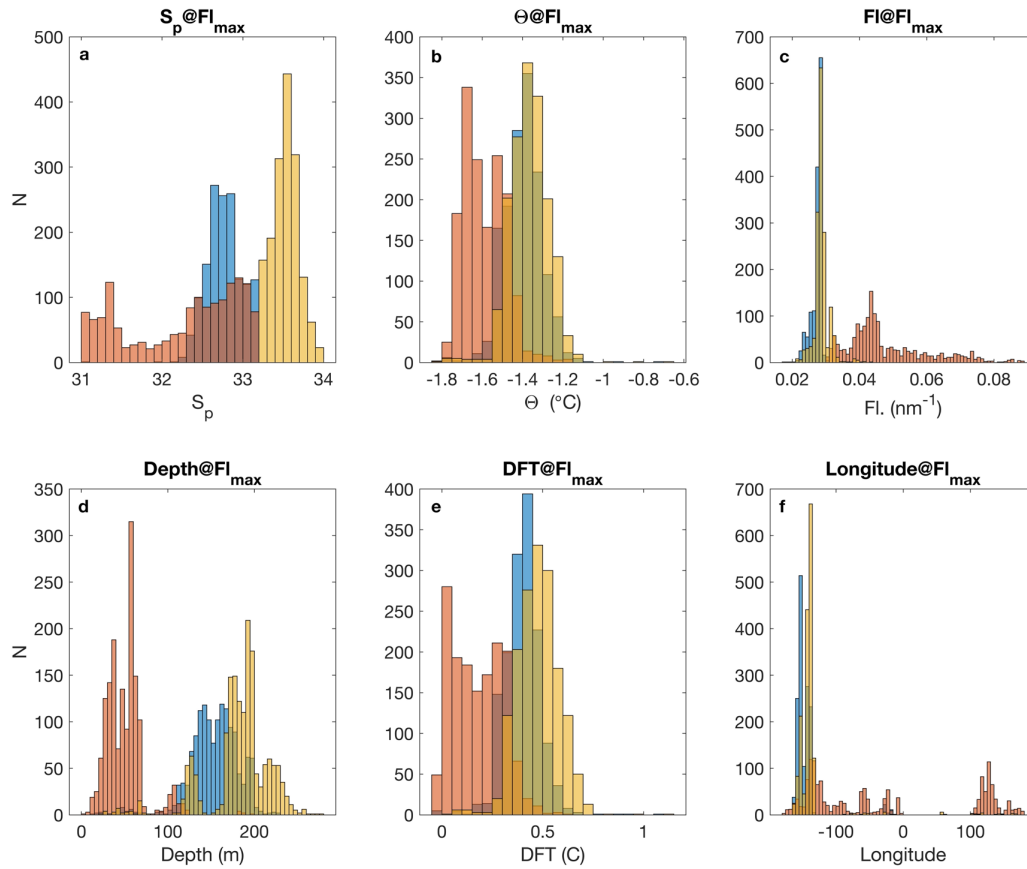 S_p@Fl_max
a
500
400
300
200
100
0
N
31 32 33 34
S_p
Θ@Fl_max
b
400
350
300
250
200
150
100
50
0
-1.8 -1.6 -1.4 -1.2 -1 -0.8 -0.6
Θ (°C)
Fl@Fl_max
c
700
600
500
400
300
200
100
0
0.02 0.04 0.06 0.08
Fl. (nm⁻¹)
Depth@Fl_max
d
350
300
250
200
150
100
50
0
N
0 100 200
Depth (m)
DFT@Fl_max
e
400
350
300
250
200
150
100
50
0
0 0.5 1
DFT (C)
Longitude@Fl_max
f
700
600
500
400
300
200
100
0
-100 0 100
Longitude